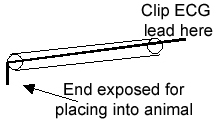 Clip ECG
lead here
End exposed for
placing into animal